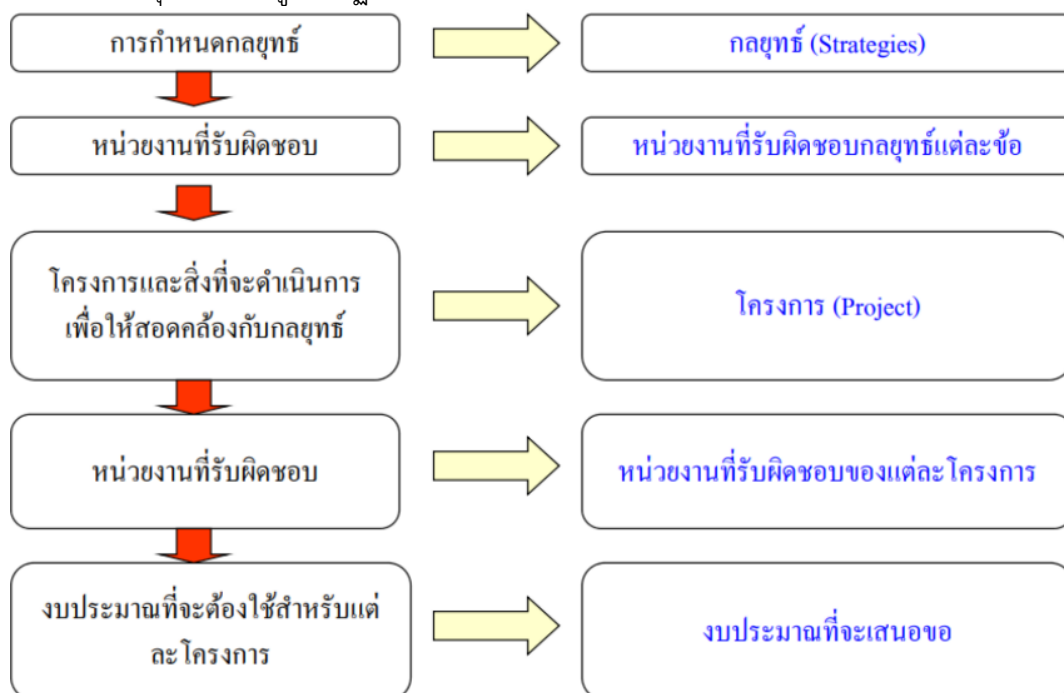 การกำหนดกลยุทธ์
กลยุทธ์ (Strategies)
หน่วยงานที่รับผิดชอบ
หน่วยงานที่รับผิดชอบกลยุทธ์แต่ละข้อ
โครงการและสิ่งที่จะดำเนินการ
เพื่อให้สอดคล้องกับกลยุทธ์
โครงการ (Project)
หน่วยงานที่รับผิดชอบ
หน่วยงานที่รับผิดชอบของแต่ละโครงการ
งบประมาณที่จะต้องใช้สำหรับแต่
ละโครงการ
งบประมาณที่จะเสนอขอ